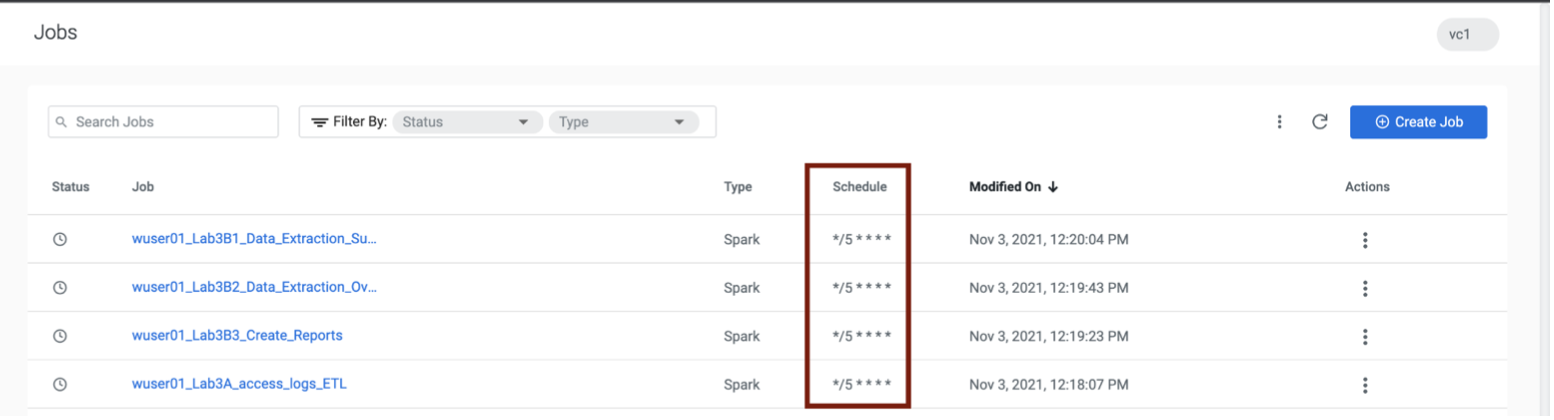 Jobs
vc1
Search Jobs Filter By: Status Type Create Job
Status Job Type Schedule Modified On Actions
wuser01_Lab3B1_Data_Extraction_Su... Spark */5 * * * * Nov 3, 2021, 12:20:04 PM
wuser01_Lab3B2_Data_Extraction_Ov... Spark */5 * * * * Nov 3, 2021, 12:19:43 PM
wuser01_Lab3B3_Create_Reports Spark */5 * * * * Nov 3, 2021, 12:19:23 PM
wuser01_Lab3A_access_logs_ETL Spark */5 * * * * Nov 3, 2021, 12:18:07 PM